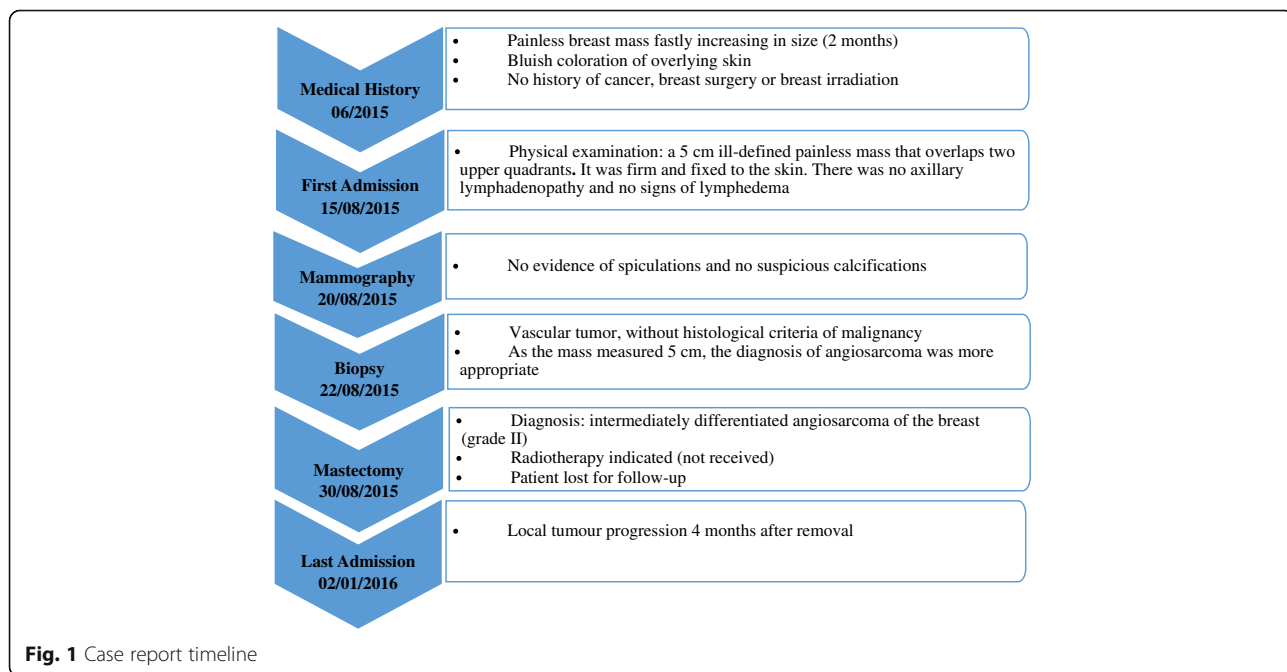 • Painless breast mass fastly increasing in size (2 months)
• Bluish coloration of overlying skin
• No history of cancer, breast surgery or breast irradiation
Medical History
06/2015
• Physical examination: a 5 cm ill-defined painless mass that overlaps two
upper quadrants. It was firm and fixed to the skin. There was no axillary
lymphadenopathy and no signs of lymphedema
First Admission
15/08/2015
• No evidence of spiculations and no suspicious calcifications
Mammography
20/08/2015
• Vascular tumor, without histological criteria of malignancy
• As the mass measured 5 cm, the diagnosis of angiosarcoma was more
appropriate
Biopsy
22/08/2015
• Diagnosis: intermediately differentiated angiosarcoma of the breast
(grade II)
• Radiotherapy indicated (not received)
• Patient lost for follow-up
Mastectomy
30/08/2015
• Local tumour progression 4 months after removal
Last Admission
02/01/2016
Fig. 1 Case report timeline